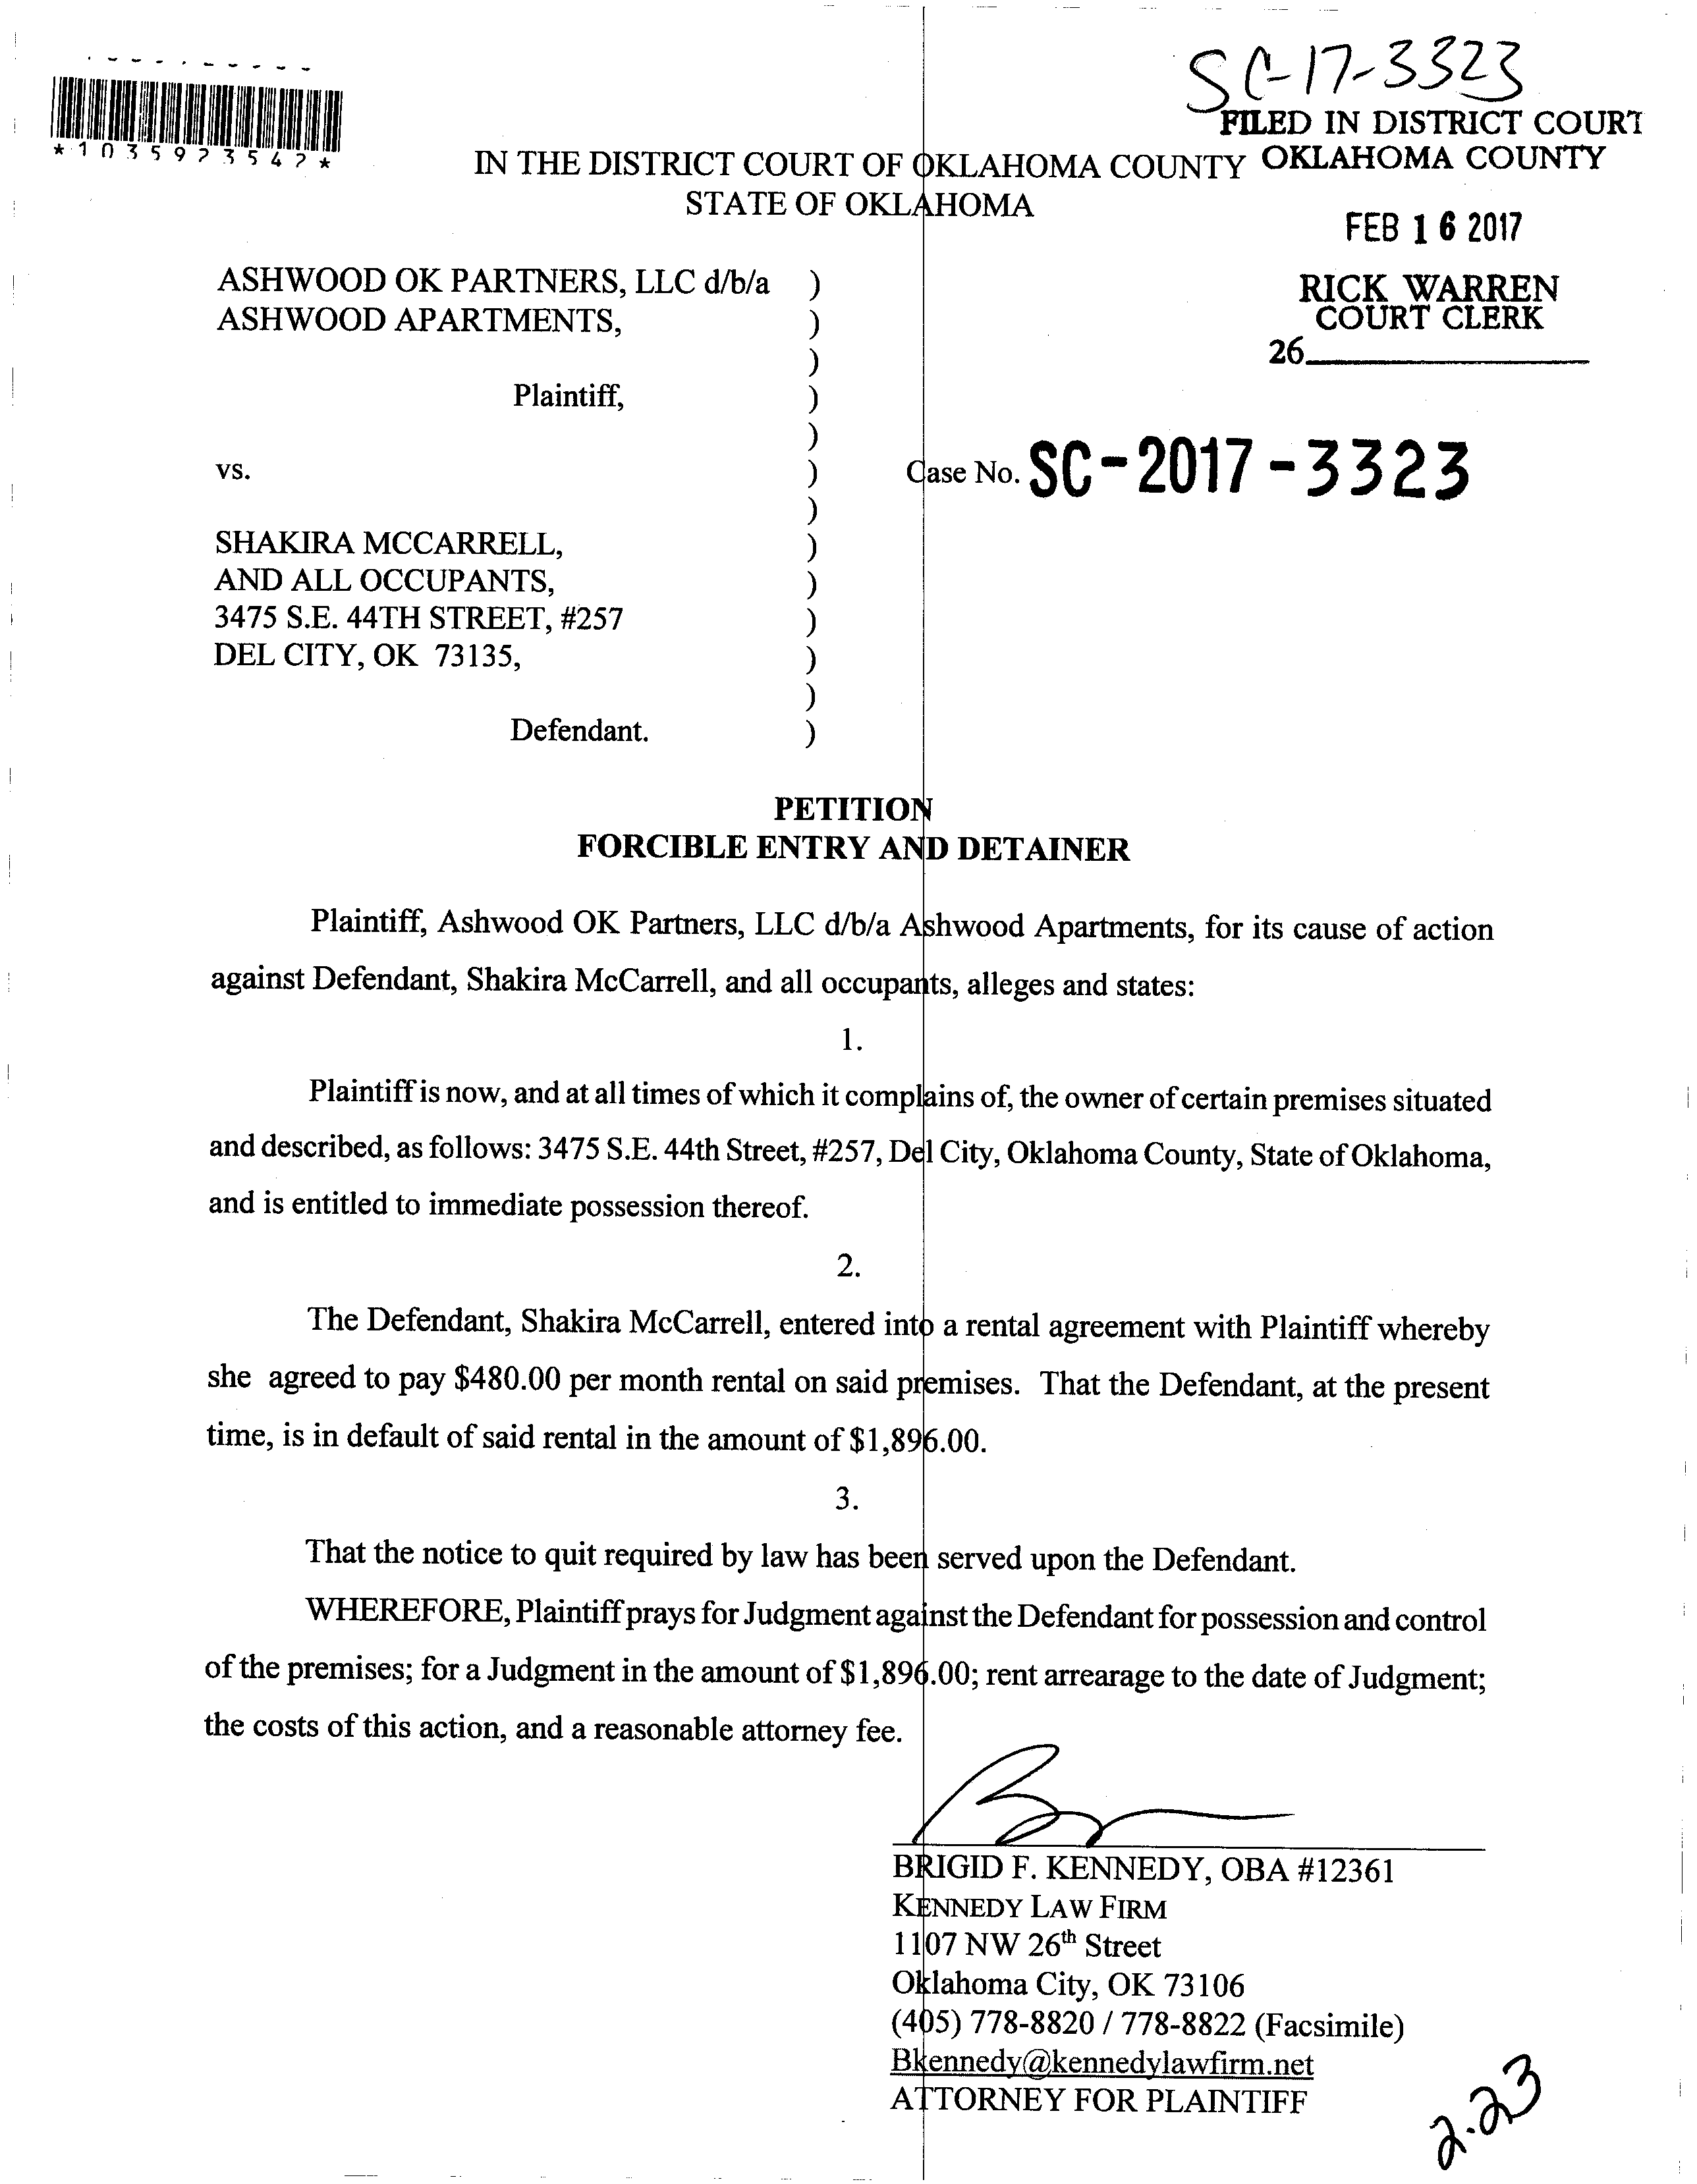 SC-17-3323
*1035923542*
FILED IN DISTRICT COURT
OKLAHOMA COUNTY
IN THE DISTRICT COURT OF OKLAHOMA COUNTY
STATE OF OKLAHOMA
FEB 16 2017
RICK WARREN
COURT CLERK
26
ASHWOOD OK PARTNERS, LLC d/b/a )
ASHWOOD APARTMENTS, )
)
Plaintiff, )
)
vs. )
Case No. SC-2017-3323
)
SHAKIRA MCCARRELL, )
AND ALL OCCUPANTS, )
3475 S.E. 44TH STREET, #257 )
DEL CITY, OK 73135, )
)
Defendant. )
PETITION
FORCIBLE ENTRY AND DETAINER
Plaintiff, Ashwood OK Partners, LLC d/b/a Ashwood Apartments, for its cause of action
against Defendant, Shakira McCarrell, and all occupants, alleges and states:
1.
Plaintiff is now, and at all times of which it complains of, the owner of certain premises situated
and described, as follows: 3475 S.E. 44th Street, #257, Del City, Oklahoma County, State of Oklahoma,
and is entitled to immediate possession thereof.
2.
The Defendant, Shakira McCarrell, entered into a rental agreement with Plaintiff whereby
she agreed to pay $480.00 per month rental on said premises. That the Defendant, at the present
time, is in default of said rental in the amount of $1,896.00.
3.
That the notice to quit required by law has been served upon the Defendant.
WHEREFORE, Plaintiff prays for Judgment against the Defendant for possession and control
of the premises; for a Judgment in the amount of $1,896.00; rent arrearage to the date of Judgment;
the costs of this action, and a reasonable attorney fee.
BRIGID F. KENNEDY, OBA #12361
KENNEDY LAW FIRM
1107 NW 26th Street
Oklahoma City, OK 73106
(405) 778-8820 / 778-8822 (Facsimile)
Bkennedy@kennedylawfirm.net
ATTORNEY FOR PLAINTIFF
2.23